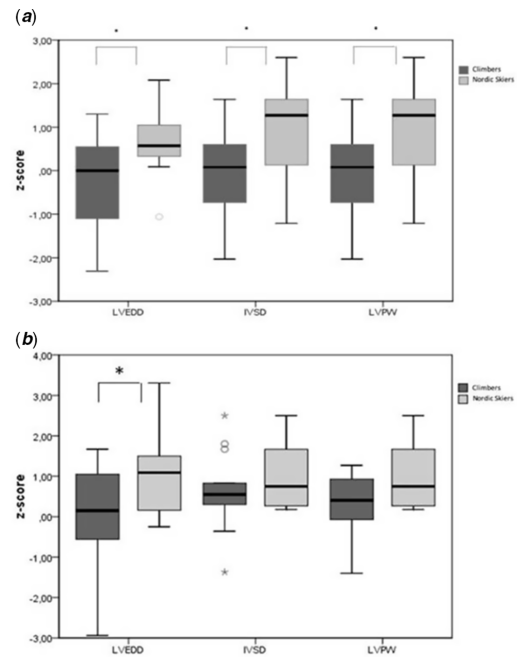 (a)
3,00
2,00
1,00
,00
-1,00
-2,00
-3,00
z-score
* * *
Climbers
Nordic Skiers
LVEDD IVSD LVPW
(b)
4,00
3,00
2,00
1,00
,00
-1,00
-2,00
-3,00
z-score
*
Climbers
Nordic Skiers
LVEDD IVSD LVPW